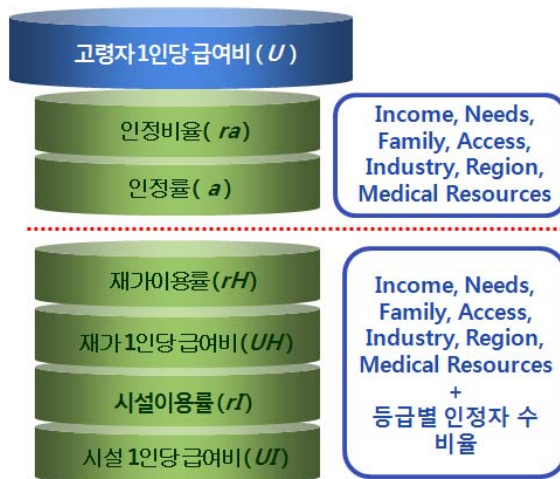 고령자 1인당 급여비 (U)
인정비율( ra)
인정률( a)
Income, Needs,
Family, Access,
Industry, Region,
Medical Resources
재가이용률(rH)
재가 1인당 급여비(UH)
시설이용률(rI)
시설 1인당 급여비(UI)
Income, Needs,
Family, Access,
Industry, Region,
Medical Resources
+
등급별 인정자 수
비율